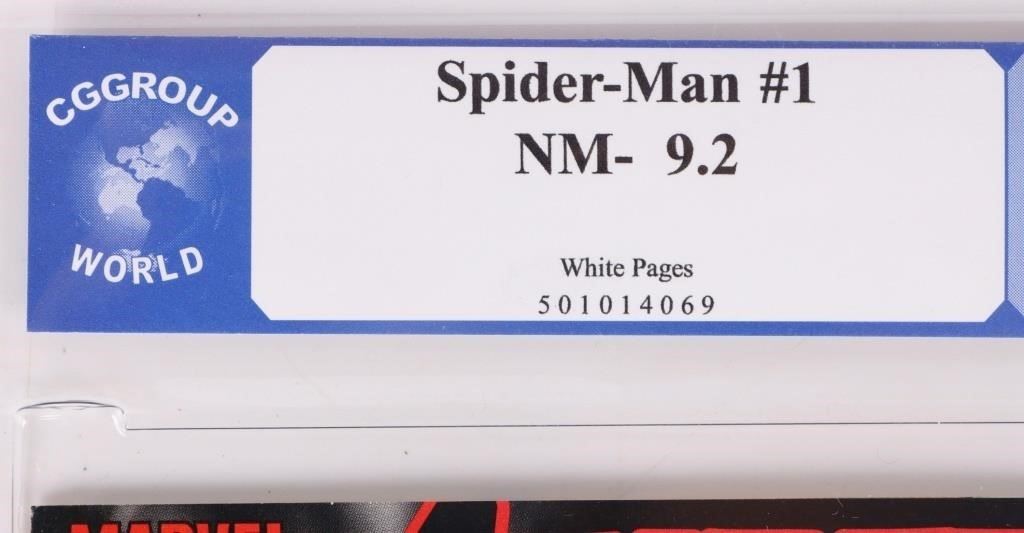 CGGROUP
WORLD
Spider-Man #1
NM- 9.2
White Pages
501014069
MARVEL